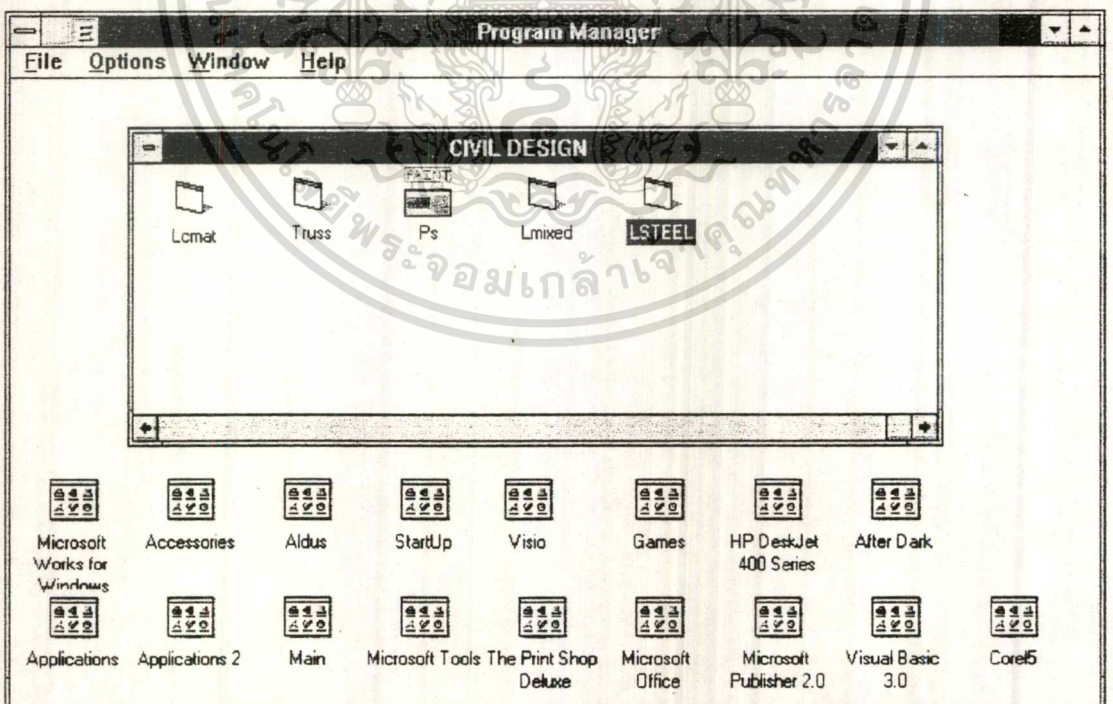 Program Manager
File Options Window Help
CIVIL DESIGN
PAINT
Lcmat Truss Ps Lmixed LSTEEL
Microsoft Works for Windows
Accessories
Aldus
StartUp
Visio
Games
HP DeskJet 400 Series
After Dark
Applications
Applications 2
Main
Microsoft Tools
The Print Shop Deluxe
Microsoft Office
Microsoft Publisher 2.0
Visual Basic 3.0
Corel5